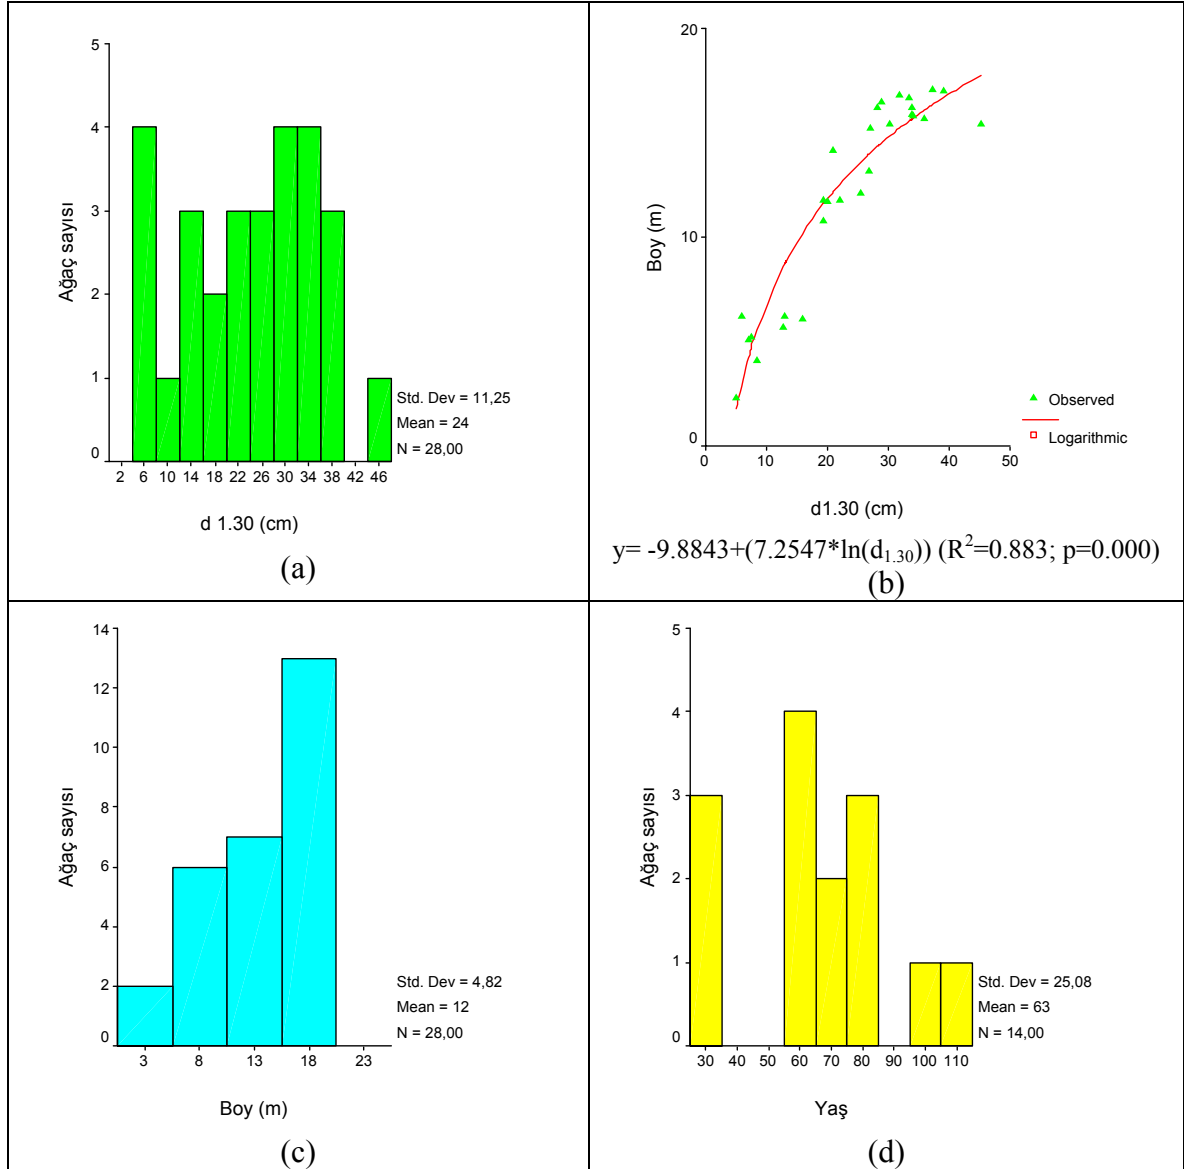 5
4
3
2
1
0
Ağaç sayısı
2 6 10 14 18 22 26 30 34 38 42 46
d 1.30 (cm)
Std. Dev = 11,25
Mean = 24
N = 28,00
(a)
20
10
0
Boy (m)
0 10 20 30 40 50
d1.30 (cm)
Observed
Logarithmic
y= -9.8843+(7.2547*ln(d1.30)) (R2=0.883; p=0.000)
(b)
14
12
10
8
6
4
2
0
Ağaç sayısı
3 8 13 18 23
Boy (m)
Std. Dev = 4,82
Mean = 12
N = 28,00
(c)
5
4
3
2
1
0
Ağaç sayısı
30 40 50 60 70 80 90 100 110
Yaş
Std. Dev = 25,08
Mean = 63
N = 14,00
(d)